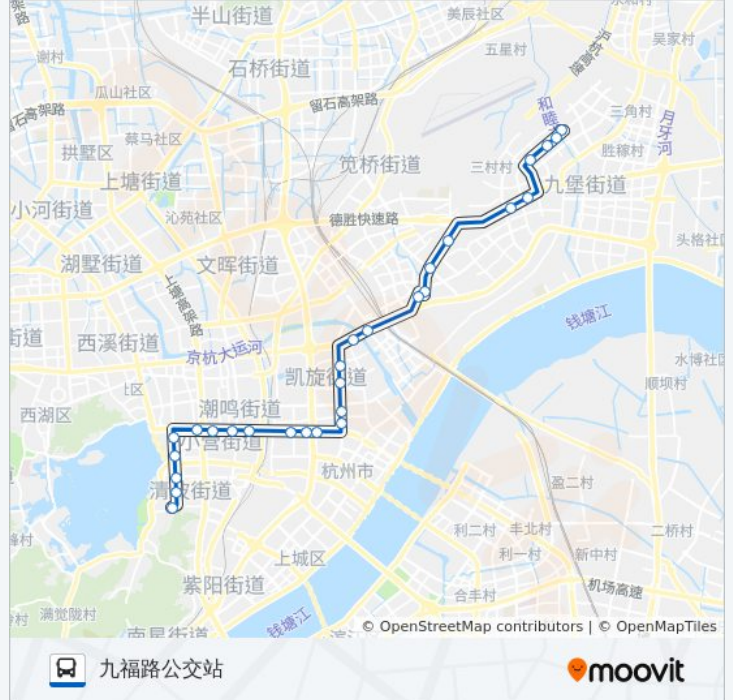 半山街道
美辰社区
永和村
吴家村
五星村
沪杭高速
谕村
石桥街道
瓜山社区
留石高架路
石高架路
和睦
三角村
月牙河
蔡马社区
拱墅区
笕桥街道
三村村
胜稼村
上塘街道
九堡街道
小河街道
沁苑社区
德胜快速路
头格社区
湖墅街道
文晖街道
上塘高架路
钱塘江
街道
西溪街道
京杭大运河
水博社区
凯旋街道
顺坝村
社区
西湖区
潮鸣街道
小营街道
杭州市
清波街道
盈二村
利二村
丰北村
二桥村
上城区
利一村
新中村
紫阳街道
合丰村
机场高速
满觉陇村
南星街道
钱塘江
滨江
© OpenStreetMap contributors | © OpenMapTiles
九福路公交站
moovit